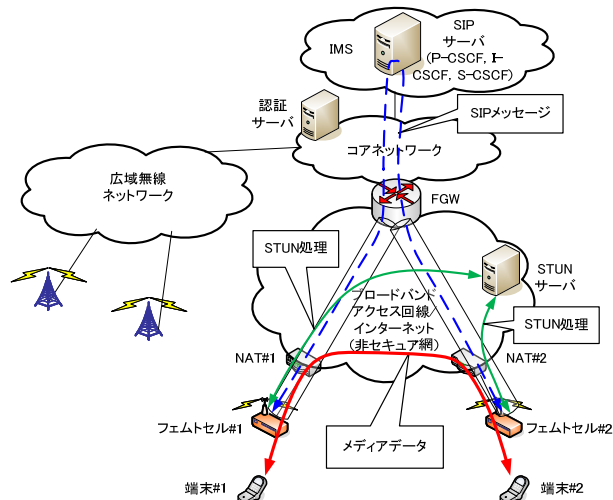 IMS
SIP
サーバ
(P-CSCF, I-
CSCF, S-CSCF)
認証
サーバ
SIPメッセージ
コアネットワーク
広域無線
ネットワーク
FGW
STUN処理
STUN
サーバ
ブロードバンド
アクセス回線/
インターネット
(非セキュア網)
STUN処理
NAT#1
NAT#2
フェムトセル#1
フェムトセル#2
メディアデータ
端末#1
端末#2